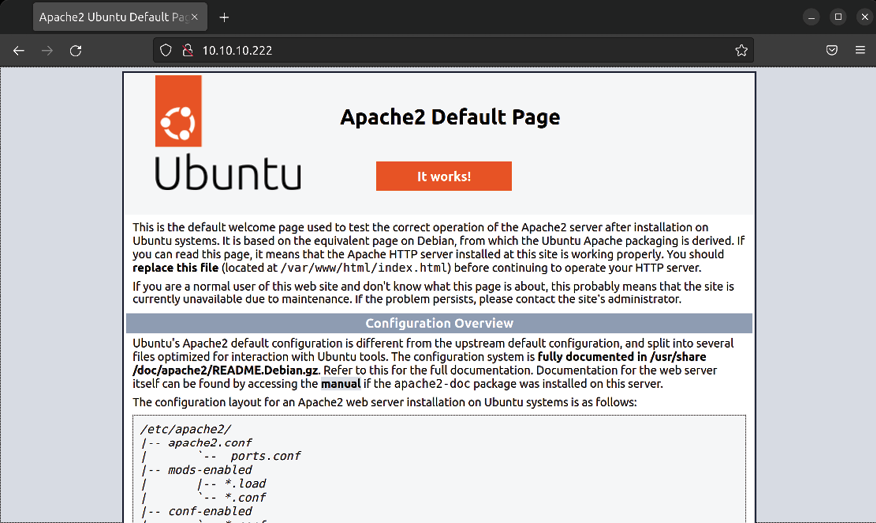 Apache2 Ubuntu Default Pa
10.10.10.222
Ubuntu
Apache2 Default Page
It works!
This is the default welcome page used to test the correct operation of the Apache2 server after installation on
Ubuntu systems. It is based on the equivalent page on Debian, from which the Ubuntu Apache packaging is derived. If
you can read this page, it means that the Apache HTTP server installed at this site is working properly. You should
replace this file (located at /var/www/html/index.html) before continuing to operate your HTTP server.
If you are a normal user of this web site and don't know what this page is about, this probably means that the site is
currently unavailable due to maintenance. If the problem persists, please contact the site's administrator.
Configuration Overview
Ubuntu's Apache2 default configuration is different from the upstream default configuration, and split into several
files optimized for interaction with Ubuntu tools. The configuration system is fully documented in /usr/share
/doc/apache2/README.Debian.gz. Refer to this for the full documentation. Documentation for the web server
itself can be found by accessing the manual if the apache2-doc package was installed on this server.
The configuration layout for an Apache2 web server installation on Ubuntu systems is as follows:
/etc/apache2/
|-- apache2.conf
|       `--  ports.conf
|-- mods-enabled
|       |-- *.load
|       `-- *.conf
|-- conf-enabled